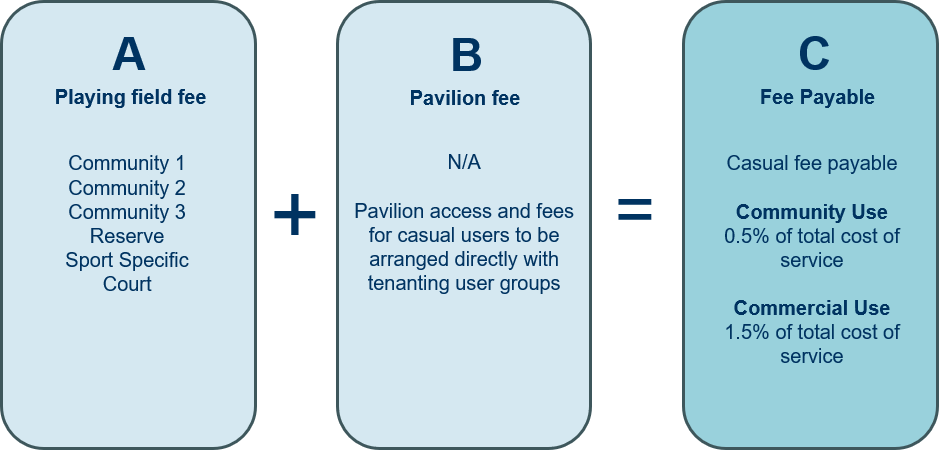 A
Playing field fee
Community 1
Community 2
Community 3
Reserve
Sport Specific
Court
+
B
Pavilion fee
N/A
Pavilion access and fees
for casual users to be
arranged directly with
tenanting user groups
=
C
Fee Payable
Casual fee payable
Community Use
0.5% of total cost of
service
Commercial Use
1.5% of total cost of
service